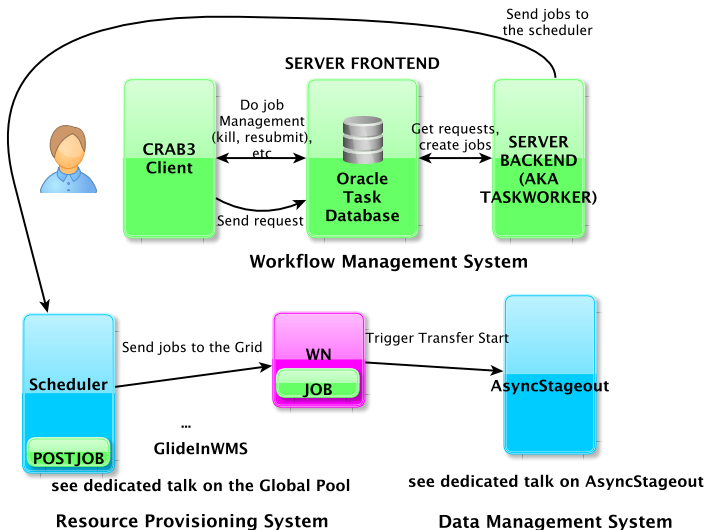 Send jobs to
the scheduler
SERVER FRONTEND
CRAB3
Client
Do job
Management
(kill, resubmit),
etc
Send request
Oracle
Task
Database
Get requests,
create jobs
SERVER
BACKEND
(AKA
TASKWORKER)
Workflow Management System
Scheduler
POSTJOB
Send jobs to the Grid
...
GlideInWMS
WN
JOB
Trigger Transfer Start
AsyncStageout
see dedicated talk on the Global Pool
see dedicated talk on AsyncStageout
Resource Provisioning System
Data Management System